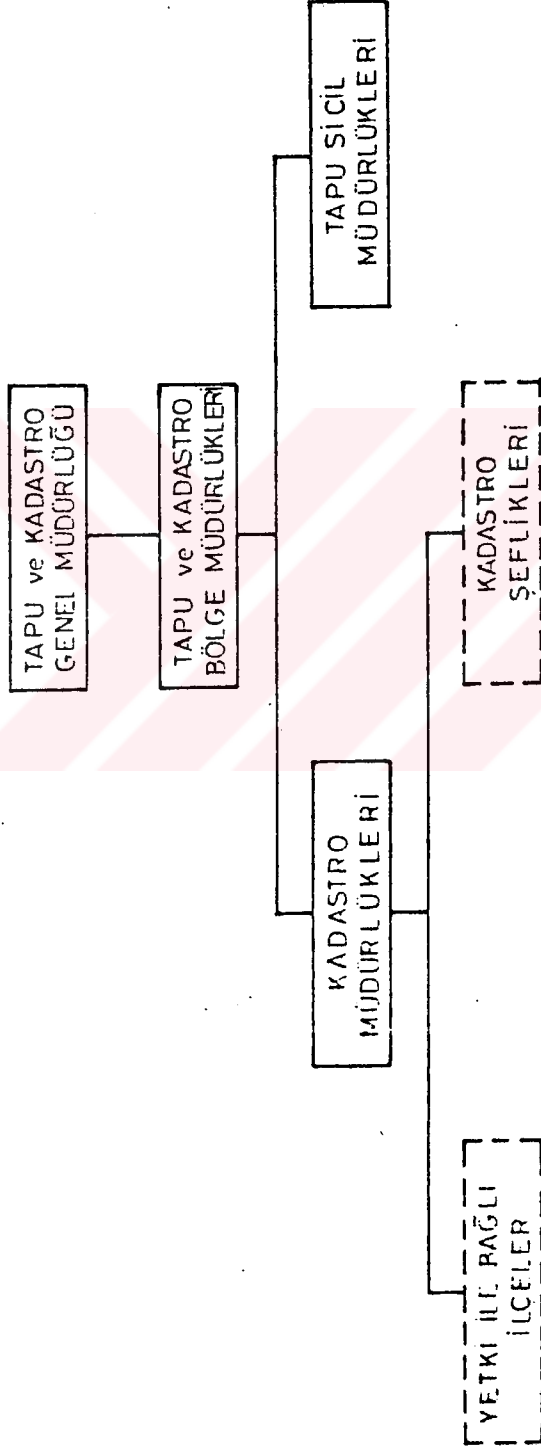 TAPU ve KADASTRO
GENEL MÜDÜRLÜĞÜ
TAPU ve KADASTRO
BÖLGE MÜDÜRLÜKLERİ
KADASTRO
MÜDÜRLÜKLERİ
TAPU SİCİL
MÜDÜRLÜKLERİ
YETKİ İLE BAĞLI
İLÇELER
KADASTRO
ŞEFLİKLERİ